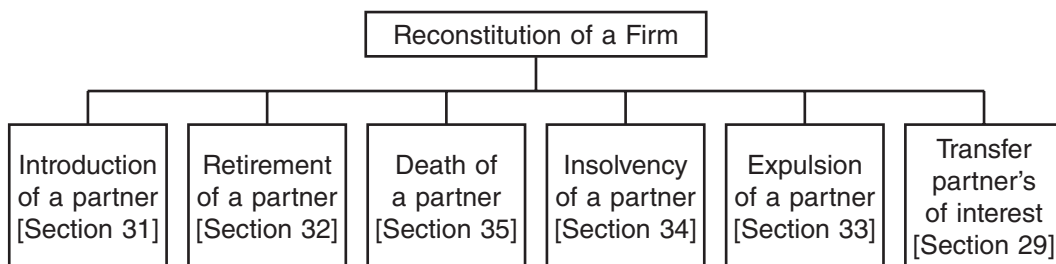 Reconstitution of a Firm
Introduction
of a partner
[Section 31]
Retirement
of a partner
[Section 32]
Death of
a partner
[Section 35]
Insolvency
of a partner
[Section 34]
Expulsion
of a partner
[Section 33]
Transfer
partner's
of interest
[Section 29]